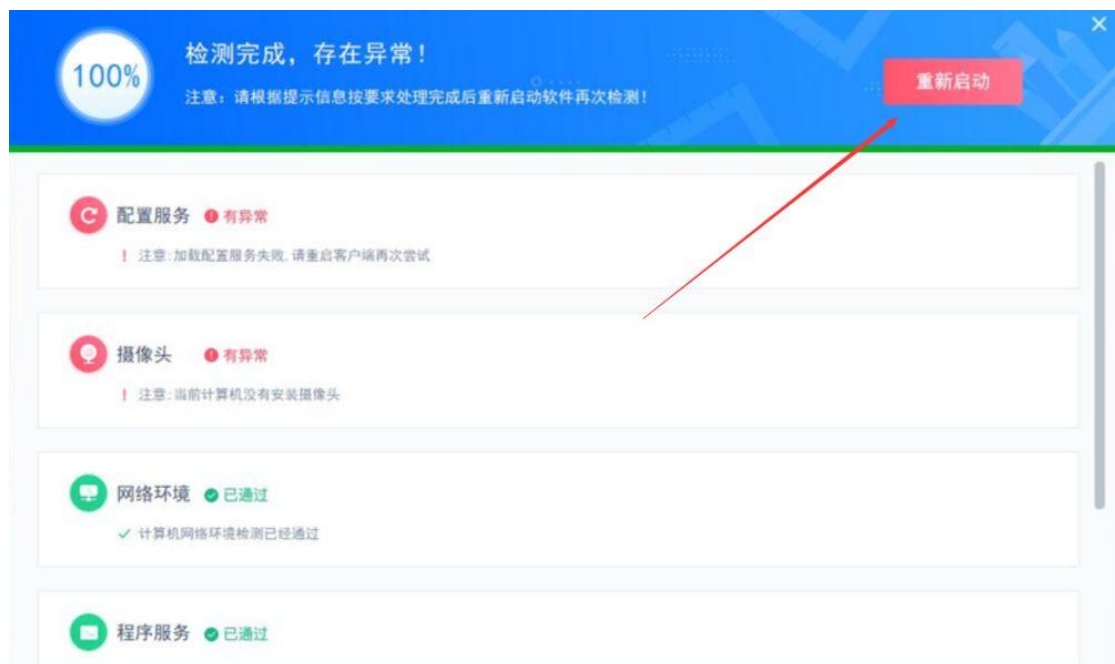 100%
检测完成，存在异常！
注意：请根据提示信息按要求处理完成后重新启动软件再次检测！
重新启动
配置服务 有异常
! 注意:加载配置服务失败,请重启客户端再次尝试
摄像头 有异常
! 注意:当前计算机没有安装摄像头
网络环境 已通过
计算机网络环境检测已经通过
程序服务 已通过